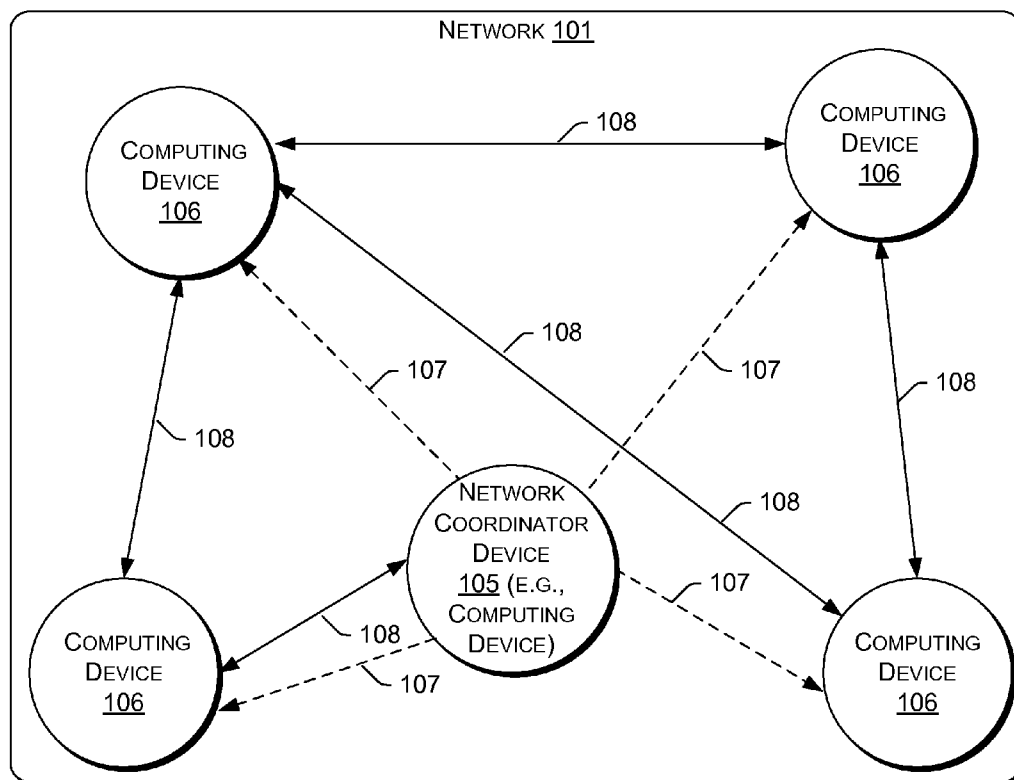 NETWORK 101
COMPUTING
DEVICE
106
108
COMPUTING
DEVICE
106
108
107
107
108
108
108
NETWORK
COORDINATOR
DEVICE
105 (E.G.,
COMPUTING
DEVICE)
107
COMPUTING
DEVICE
106
108
107
COMPUTING
DEVICE
106